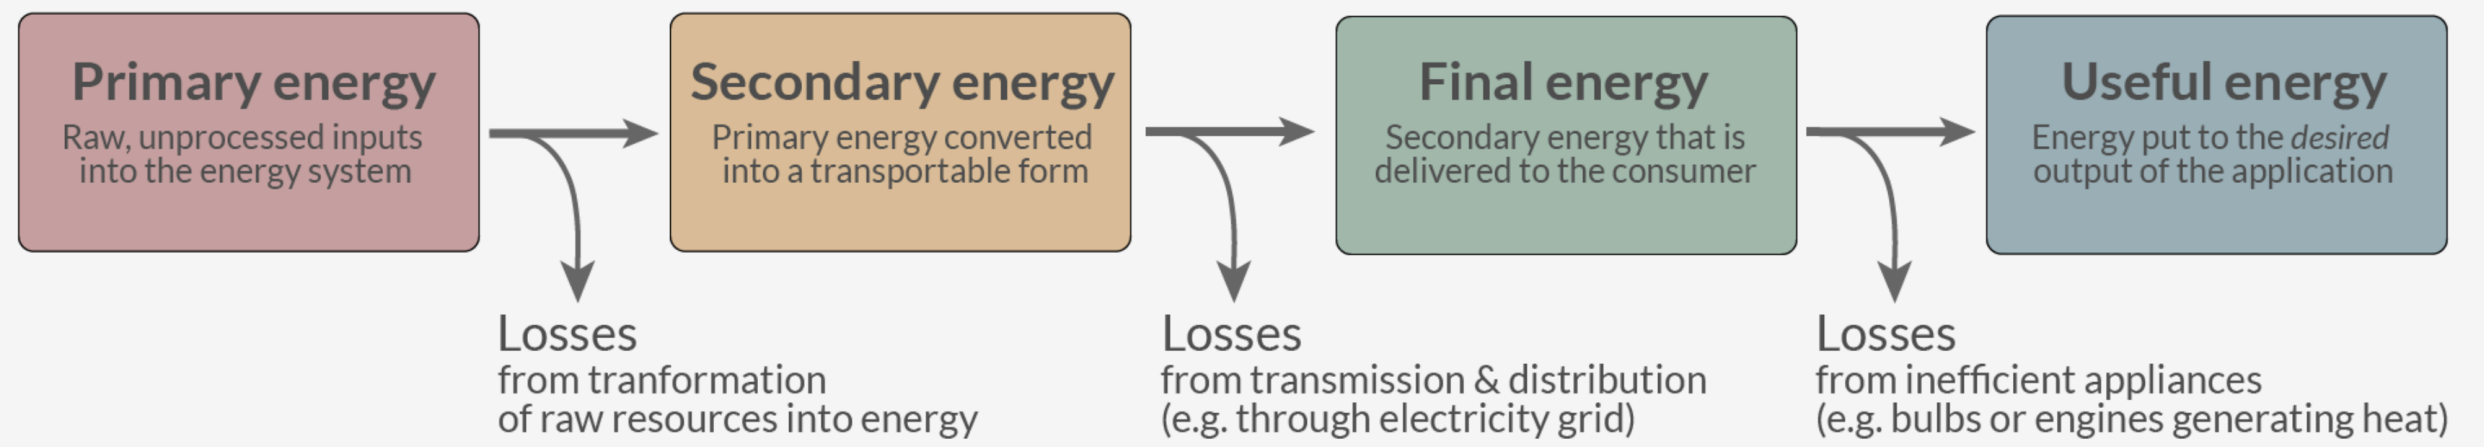 Primary energy
Raw, unprocessed inputs
into the energy system
Secondary energy
Primary energy converted
into a transportable form
Final energy
Secondary energy that is
delivered to the consumer
Useful energy
Energy put to the desired
output of the application
Losses
from tranformation
of raw resources into energy
Losses
from transmission & distribution
(e.g. through electricity grid)
Losses
from inefficient appliances
(e.g. bulbs or engines generating heat)